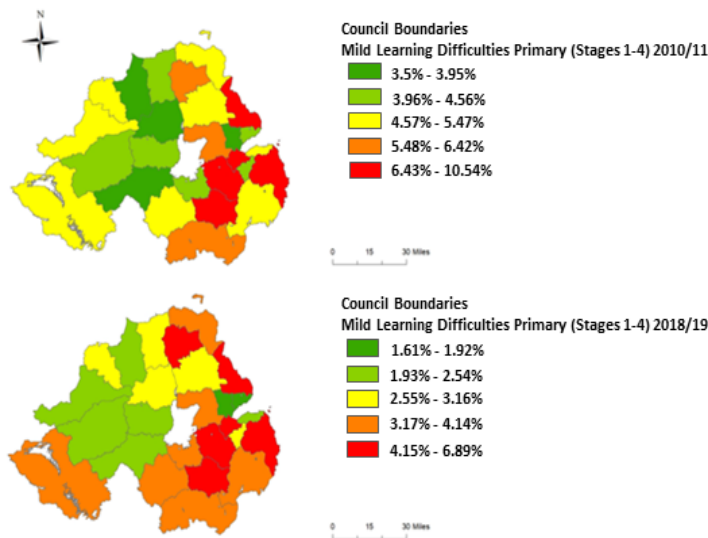 N
Council Boundaries
Mild Learning Difficulties Primary (Stages 1-4) 2010/11
3.5% - 3.95%
3.96% - 4.56%
4.57% - 5.47%
5.48% - 6.42%
6.43% - 10.54%
0 15 30 Miles
Council Boundaries
Mild Learning Difficulties Primary (Stages 1-4) 2018/19
1.61% - 1.92%
1.93% - 2.54%
2.55% - 3.16%
3.17% - 4.14%
4.15% - 6.89%
0 15 30 Miles